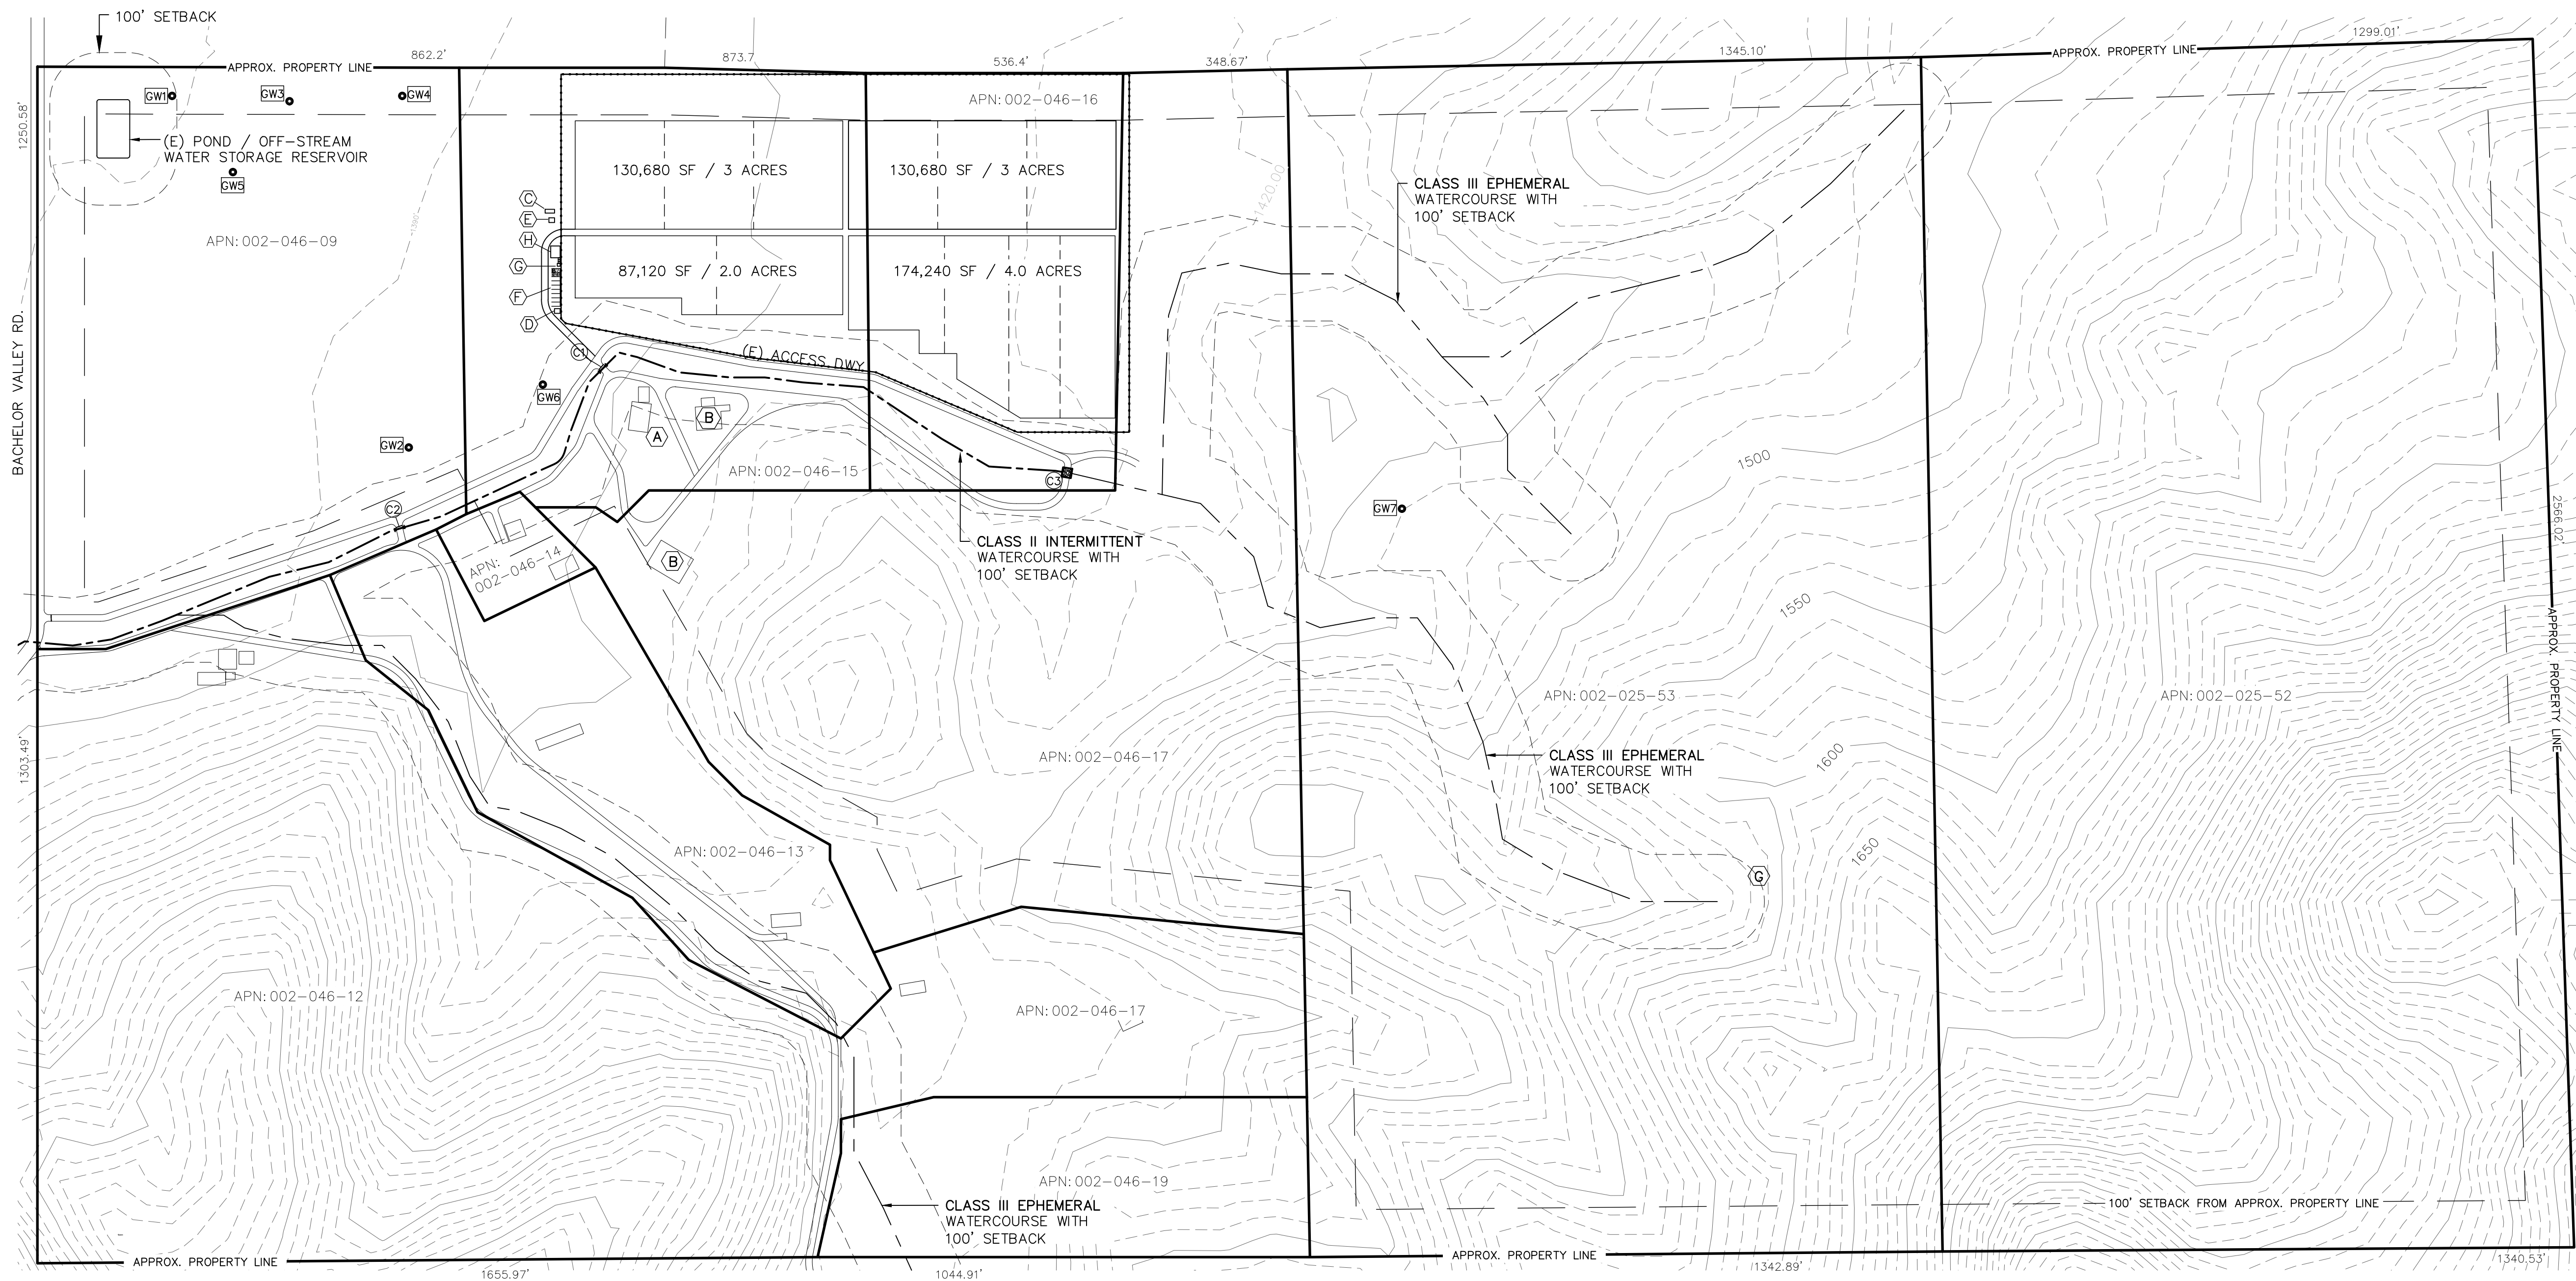 100' SETBACK
862.2'
873.7
536.4'
348.67'
1345.10'
1299.01'
APPROX. PROPERTY LINE
APPROX. PROPERTY LINE
1250.58'
GW1
GW3
GW4
(E) POND / OFF-STREAM
WATER STORAGE RESERVOIR
GW5
APN: 002-046-09
1390'
BACHELOR VALLEY RD.
APN: 002-046-16
130,680 SF / 3 ACRES
130,680 SF / 3 ACRES
87,120 SF / 2.0 ACRES
174,240 SF / 4.0 ACRES
C
E
H
G
F
D
C1
(E) ACCESS DWY.
GW6
GW2
A
B
APN: 002-046-15
C3
C2
B
APN:
002-046-14
1420.00
CLASS III EPHEMERAL
WATERCOURSE WITH
100' SETBACK
CLASS II INTERMITTENT
WATERCOURSE WITH
100' SETBACK
GW7
1500
1550
1600
1650
2566.02'
APPROX. PROPERTY LINE
APN: 002-025-53
APN: 002-025-52
CLASS III EPHEMERAL
WATERCOURSE WITH
100' SETBACK
G
1303.49'
APN: 002-046-17
APN: 002-046-13
APN: 002-046-12
APN: 002-046-17
APN: 002-046-19
CLASS III EPHEMERAL
WATERCOURSE WITH
100' SETBACK
100' SETBACK FROM APPROX. PROPERTY LINE
APPROX. PROPERTY LINE
APPROX. PROPERTY LINE
1655.97'
1044.91'
1342.89'
1340.53'